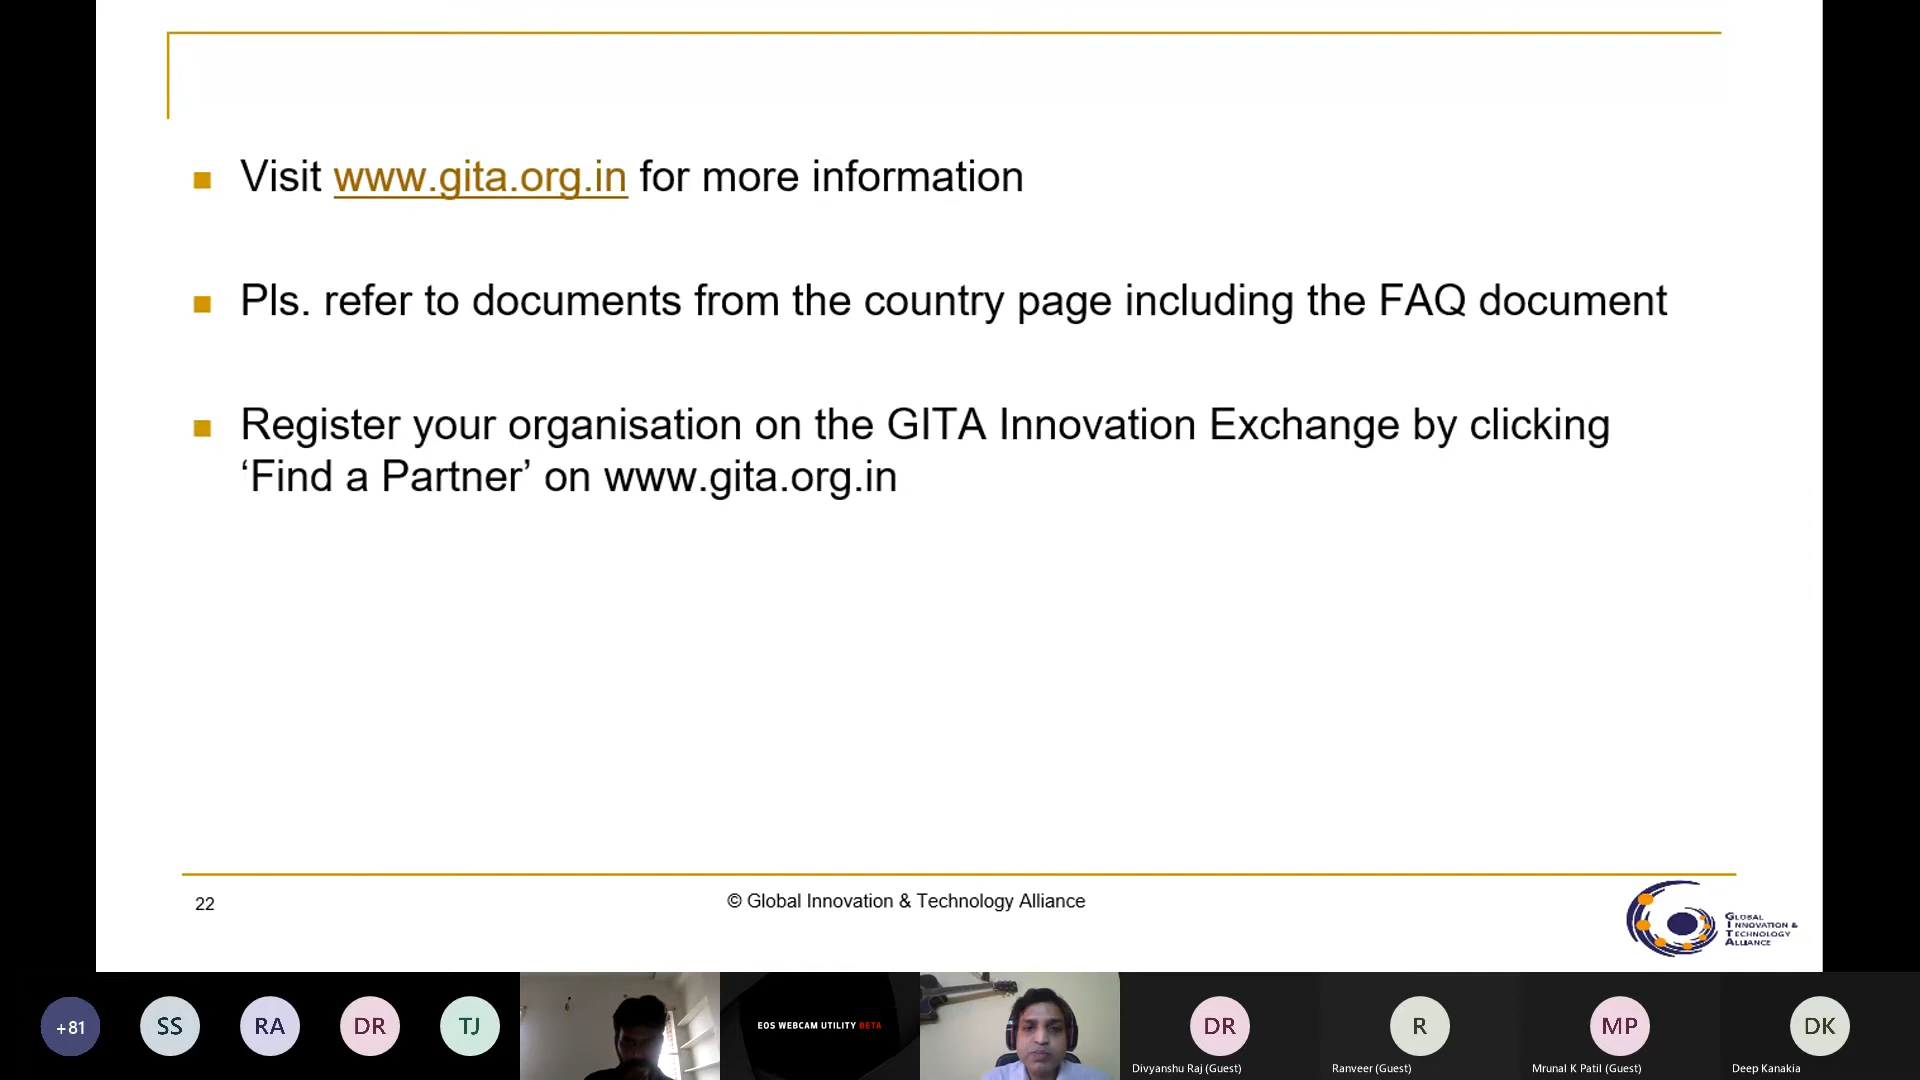 Visit www.gita.org.in for more information
Pls. refer to documents from the country page including the FAQ document
Register your organisation on the GITA Innovation Exchange by clicking
‘Find a Partner’ on www.gita.org.in
22
© Global Innovation & Technology Alliance
GLOBAL
INNOVATION &
TECHNOLOGY
ALLIANCE
+81
SS
RA
DR
TJ
EOS WEBCAM UTILITY BETA
DR
R
MP
DK
Divyanshu Raj (Guest)
Ranveer (Guest)
Mrunal K Patil (Guest)
Deep Kanakia